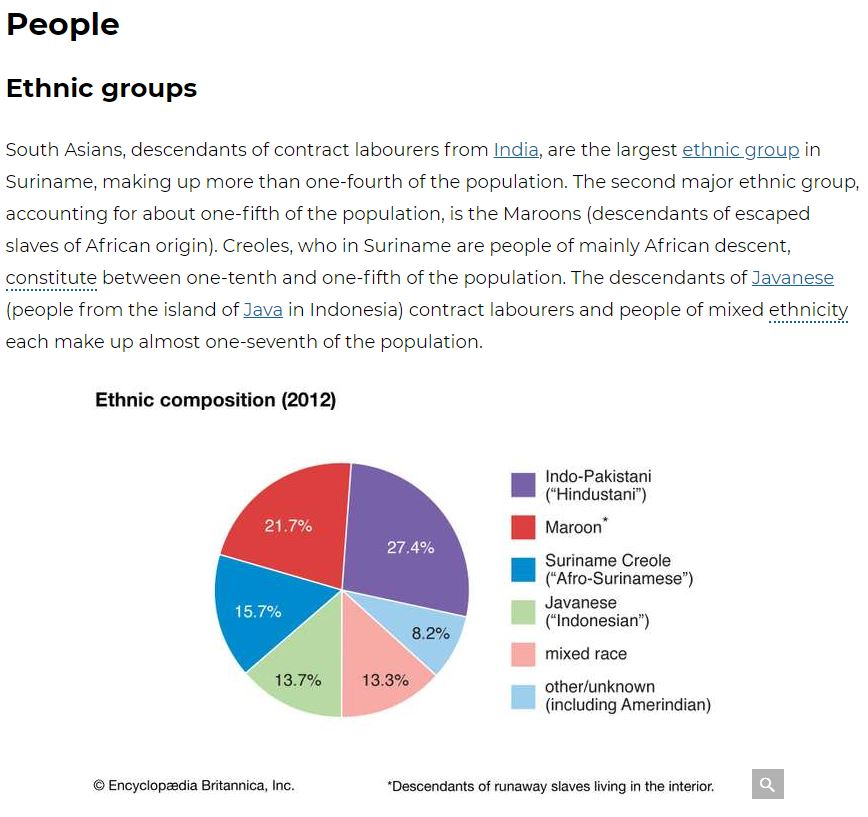 People
Ethnic groups
South Asians, descendants of contract labourers from India, are the largest ethnic group in
Suriname, making up more than one-fourth of the population. The second major ethnic group,
accounting for about one-fifth of the population, is the Maroons (descendants of escaped
slaves of African origin). Creoles, who in Suriname are people of mainly African descent,
constitute between one-tenth and one-fifth of the population. The descendants of Javanese
(people from the island of Java in Indonesia) contract labourers and people of mixed ethnicity
each make up almost one-seventh of the population.
Ethnic composition (2012)
21.7%
27.4%
15.7%
8.2%
13.7%
13.3%
Indo-Pakistani
(“Hindustani”)
Maroon*
Suriname Creole
(“Afro-Surinamese”)
Javanese
(“Indonesian”)
mixed race
other/unknown
(including Amerindian)
© Encyclopædia Britannica, Inc.
*Descendants of runaway slaves living in the interior.